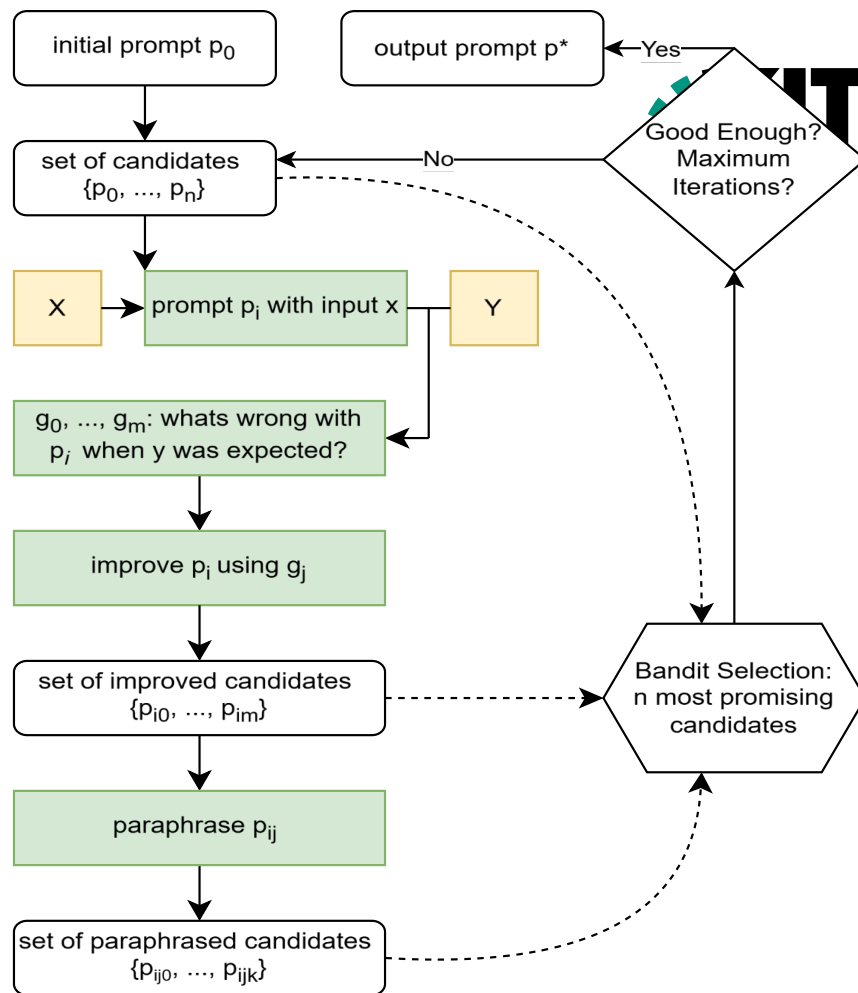 initial prompt p₀
output prompt p*
Yes
Good Enough?
Maximum
Iterations?
No
set of candidates
{p₀, ..., pₙ}
X
prompt pᵢ with input x
Y
g₀, ..., gₘ: whats wrong with
pᵢ when y was expected?
improve pᵢ using gⱼ
set of improved candidates
{pᵢ₀, ..., pᵢₘ}
Bandit Selection:
n most promising
candidates
paraphrase pᵢⱼ
set of paraphrased candidates
{pᵢⱼ₀, ..., pᵢⱼₖ}